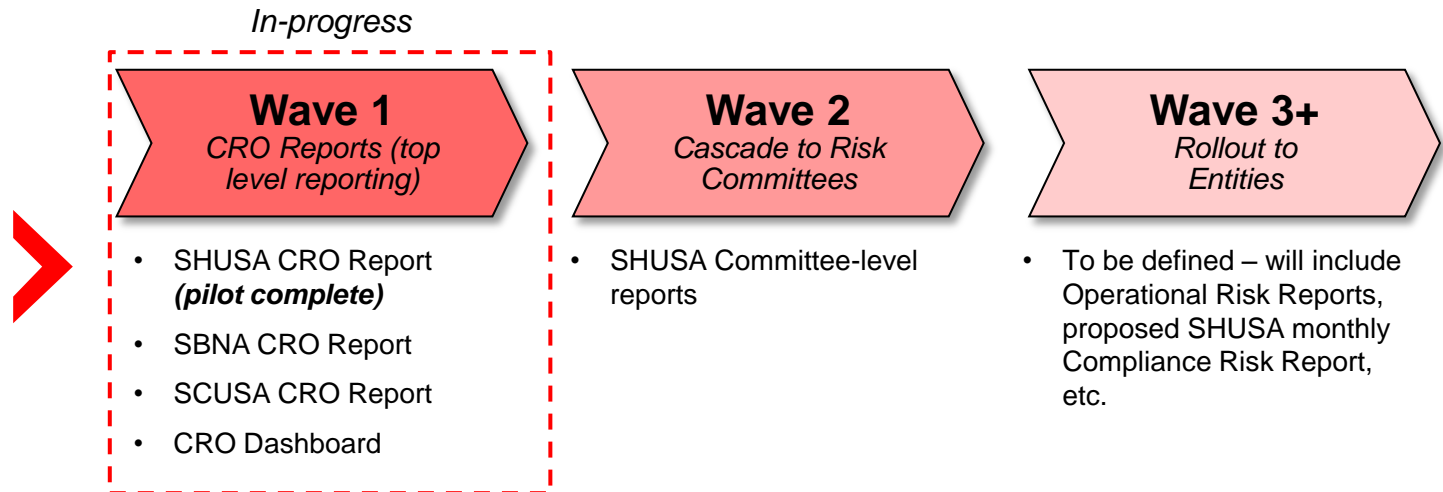 In-progress
Wave 1
CRO Reports (top
level reporting)
Wave 2
Cascade to Risk
Committees
Wave 3+
Rollout to
Entities
• SHUSA CRO Report
(pilot complete)
• SBNA CRO Report
• SCUSA CRO Report
• CRO Dashboard
• SHUSA Committee-level
reports
• To be defined – will include
Operational Risk Reports,
proposed SHUSA monthly
Compliance Risk Report,
etc.